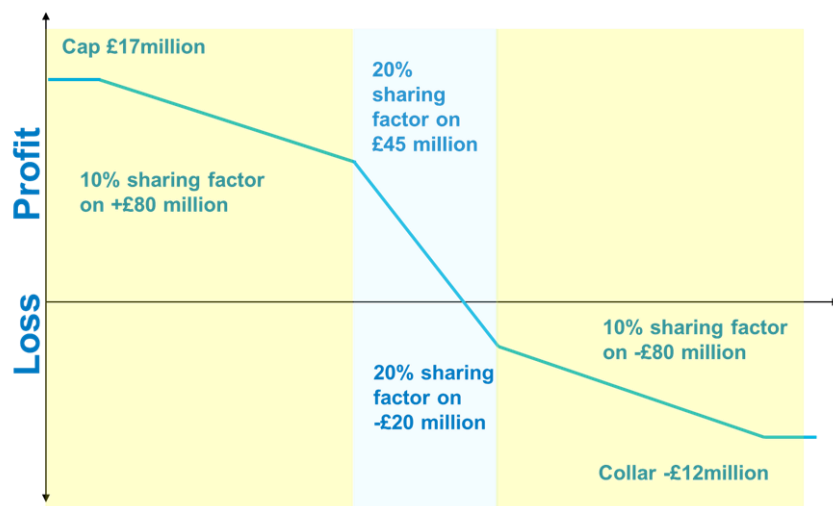 Cap £17million
20%
sharing
factor on
£45 million
Profit
10% sharing factor
on +£80 million
Loss
10% sharing factor
on -£80 million
20% sharing
factor on
-£20 million
Collar -£12million